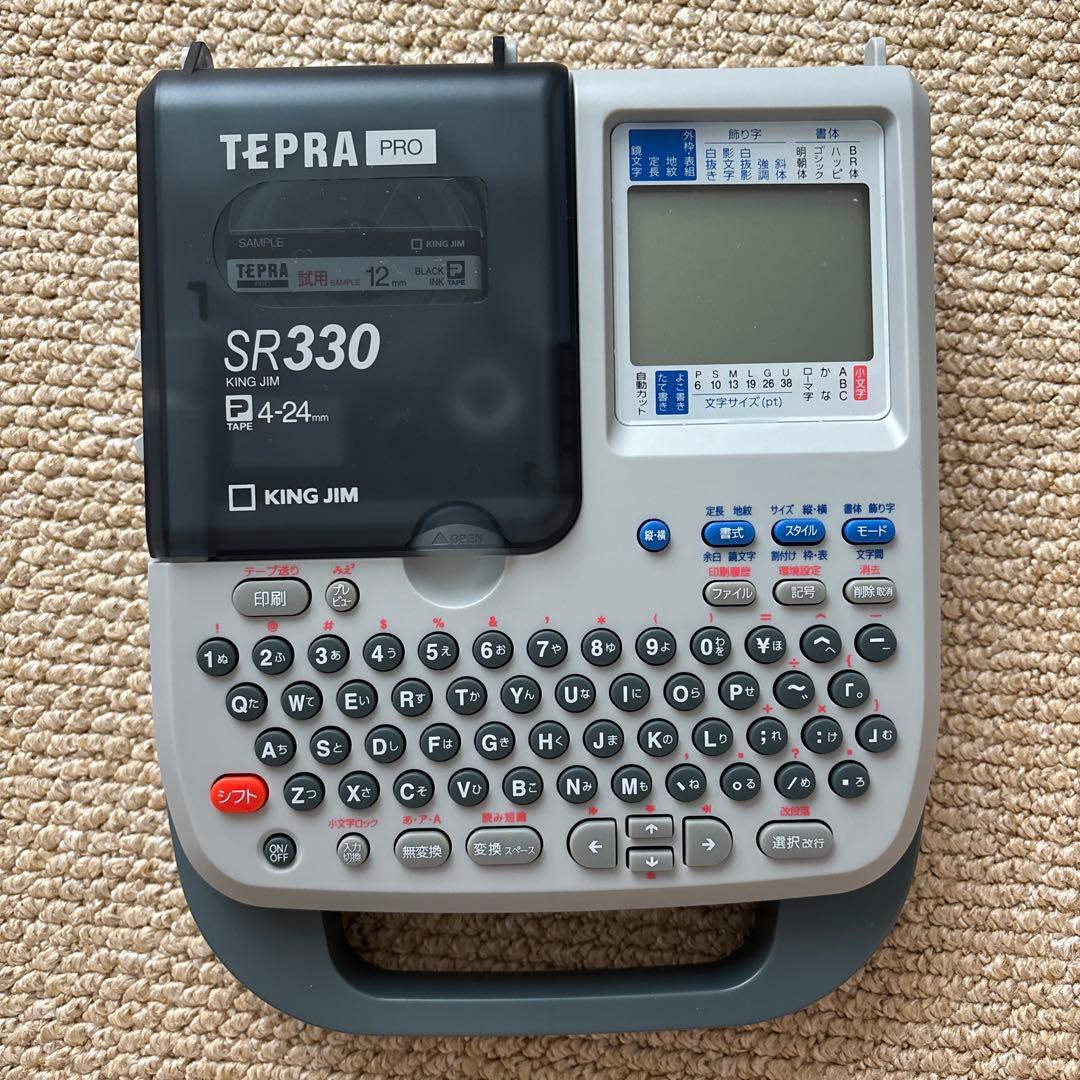 TEPRA PRO
SAMPLE KING JIM
TEPRA PRO 試用 SAMPLE 12mm BLACK INK P TAPE
SR330
KING JIM
P TAPE 4-24mm
KING JIM
△OPEN
外枠・表組 地紋 定長 鏡文字
飾り字
白抜き 影文字 白抜影 強調 斜体
書体
明朝体 ゴシック ハッピ BR体
自動カット たて書き よこ書き
P S M L G U
6 10 13 19 26 38
文字サイズ(pt)
ローマ字 かな ABC 小文字
定長 地紋 サイズ 縦・横 書体 飾り字
縦・横 書式 スタイル モード
余白 鏡文字 割付け 枠・表 文字間
テープ送り みえ² 印刷履歴 環境設定 消去
印刷 プレビュー ファイル 記号 削除 取消
! @ # $ % & ' * ( ) = ^ —
1ぬ 2ふ 3あ 4う 5え 6お 7や 8ゆ 9よ 0わを ¥ほ ^へ ー
÷ {
Qた Wて Eい Rす Tか Yん Uな Iに Oら Pせ ~゛ 「°
+ × }
Aち Sと Dし Fは Gき Hく Jま Kの Lり ;れ :け 」む
, . ? ・
シフト Zつ Xさ Cそ Vひ Bこ Nみ Mも 、ね 。る /め ・ろ
小文字ロック あ・ア・A 読み短縮 改段落
ON/OFF 入力切換 無変換 変換 スペース ← ↑ ↓ → 選択 改行